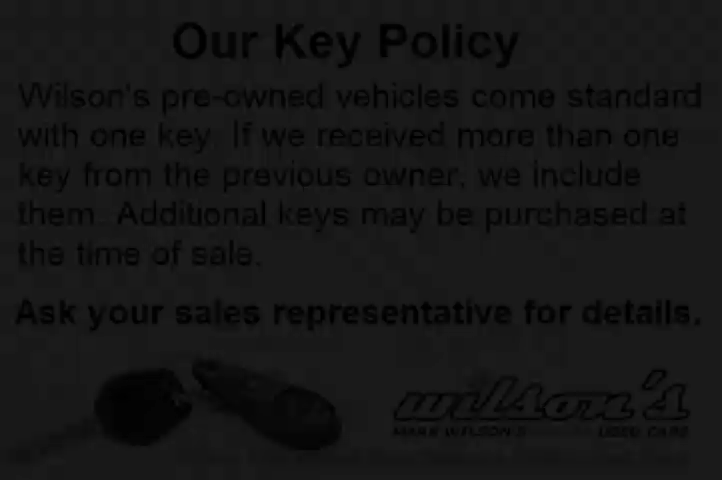 Our Key Policy
Wilson's pre-owned vehicles come standard
with one key. If we received more than one
key from the previous owner, we include
them. Additional keys may be purchased at
the time of sale.
Ask your sales representative for details.
wilson's
MARK WILSON'S USED CARS